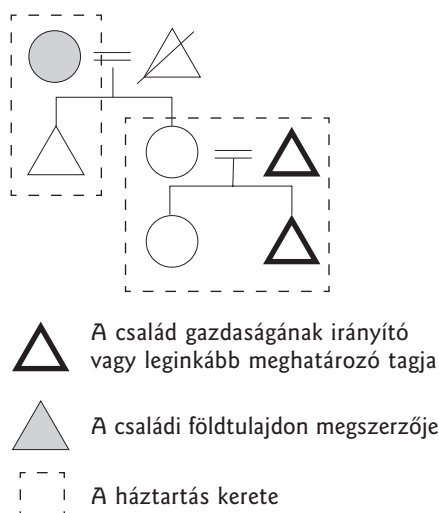 A család gazdaságának irányító
vagy leginkább meghatározó tagja
A családi földtulajdon megszerzője
A háztartás kerete